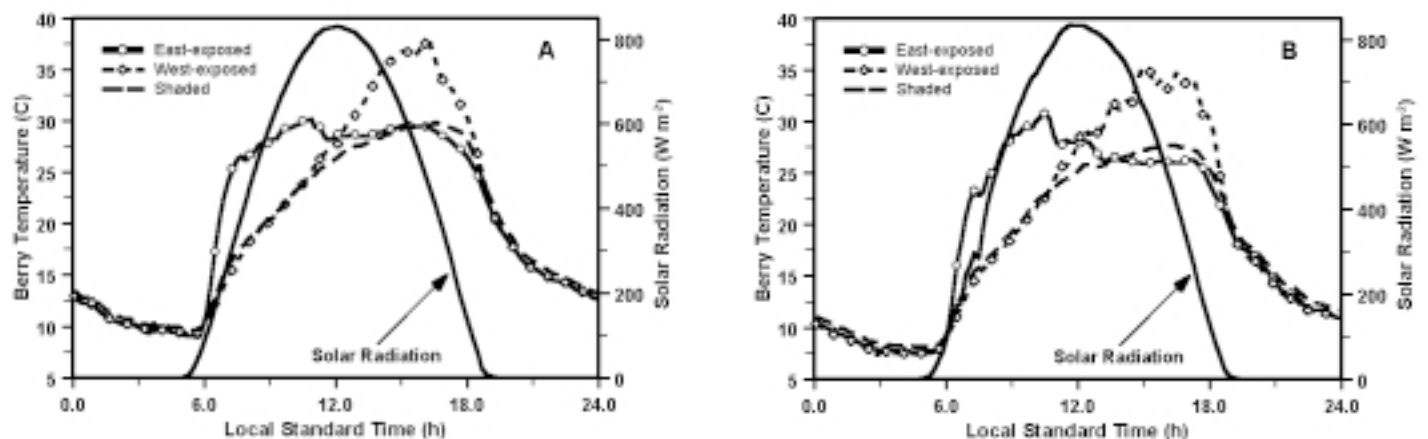 40
35
30
25
20
15
10
5
Berry Temperature (C)
East-exposed
West-exposed
Shaded
A
Solar Radiation
800
600
400
200
0
Solar Radiation (W m-2)
0.0 6.0 12.0 18.0 24.0
Local Standard Time (h)
40
35
30
25
20
15
10
5
Berry Temperature (C)
East-exposed
West-exposed
Shaded
B
Solar Radiation
800
600
400
200
0
Solar Radiation (W m-2)
0.0 6.0 12.0 18.0 24.0
Local Standard Time (h)